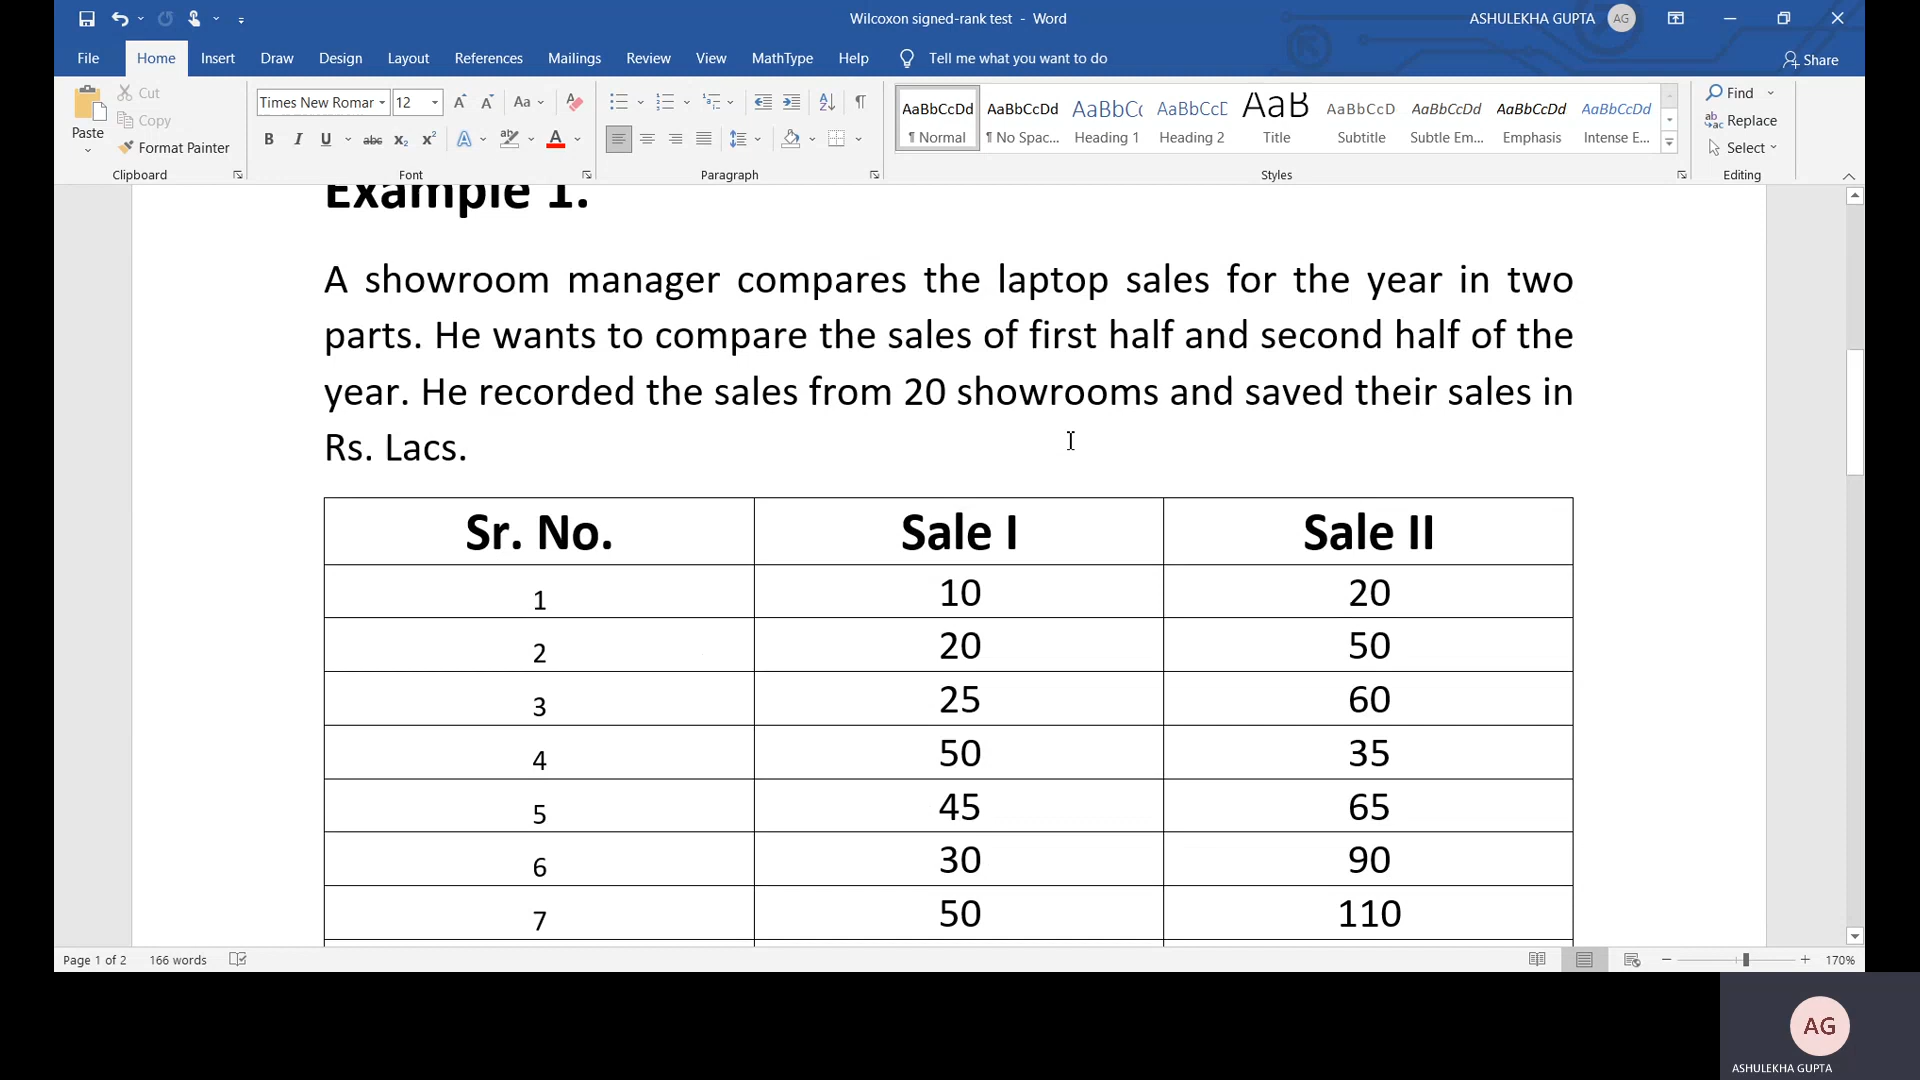 Wilcoxon signed-rank test - Word
ASHULEKHA GUPTA AG
File Home Insert Draw Design Layout References Mailings Review View MathType Help Tell me what you want to do Share
Paste
Cut
Copy
Format Painter
Clipboard
Times New Romar 12
Font
Paragraph
AaBbCcDd AaBbCcDd AaBbC AaBbCcD AaB AaBbCcD AaBbCcDd AaBbCcDd AaBbCcDd
¶ Normal ¶ No Spac... Heading 1 Heading 2 Title Subtitle Subtle Em... Emphasis Intense E...
Styles
Find
Replace
Select
Editing
Example 1.
A showroom manager compares the laptop sales for the year in two
parts. He wants to compare the sales of first half and second half of the
year. He recorded the sales from 20 showrooms and saved their sales in
Rs. Lacs.
Sr. No. Sale I Sale II
1 10 20
2 20 50
3 25 60
4 50 35
5 45 65
6 30 90
7 50 110
Page 1 of 2 166 words 170%
AG
ASHULEKHA GUPTA